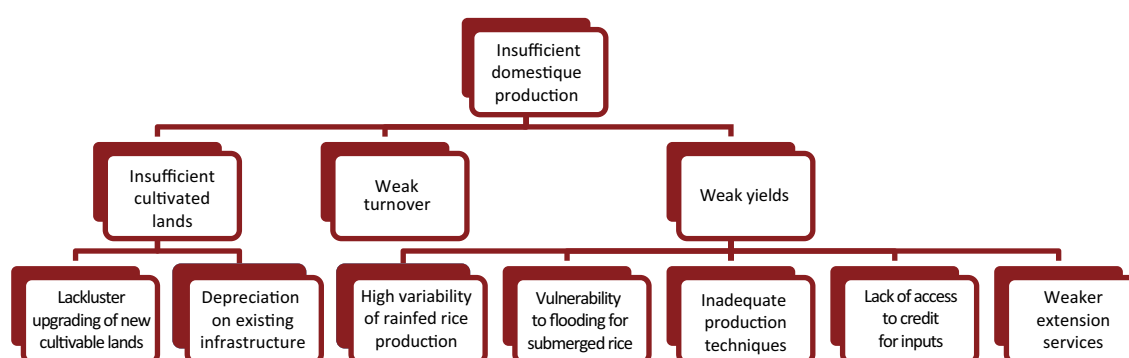 Insufficient
domestique
production
Insufficient
cultivated
lands
Weak
turnover
Weak yields
Lackluster
upgrading of new
cultivable lands
Depreciation
on existing
infrastructure
High variability
of rainfed rice
production
Vulnerability
to flooding for
submerged rice
Inadequate
production
techniques
Lack of access
to credit
for inputs
Weaker
extension
services